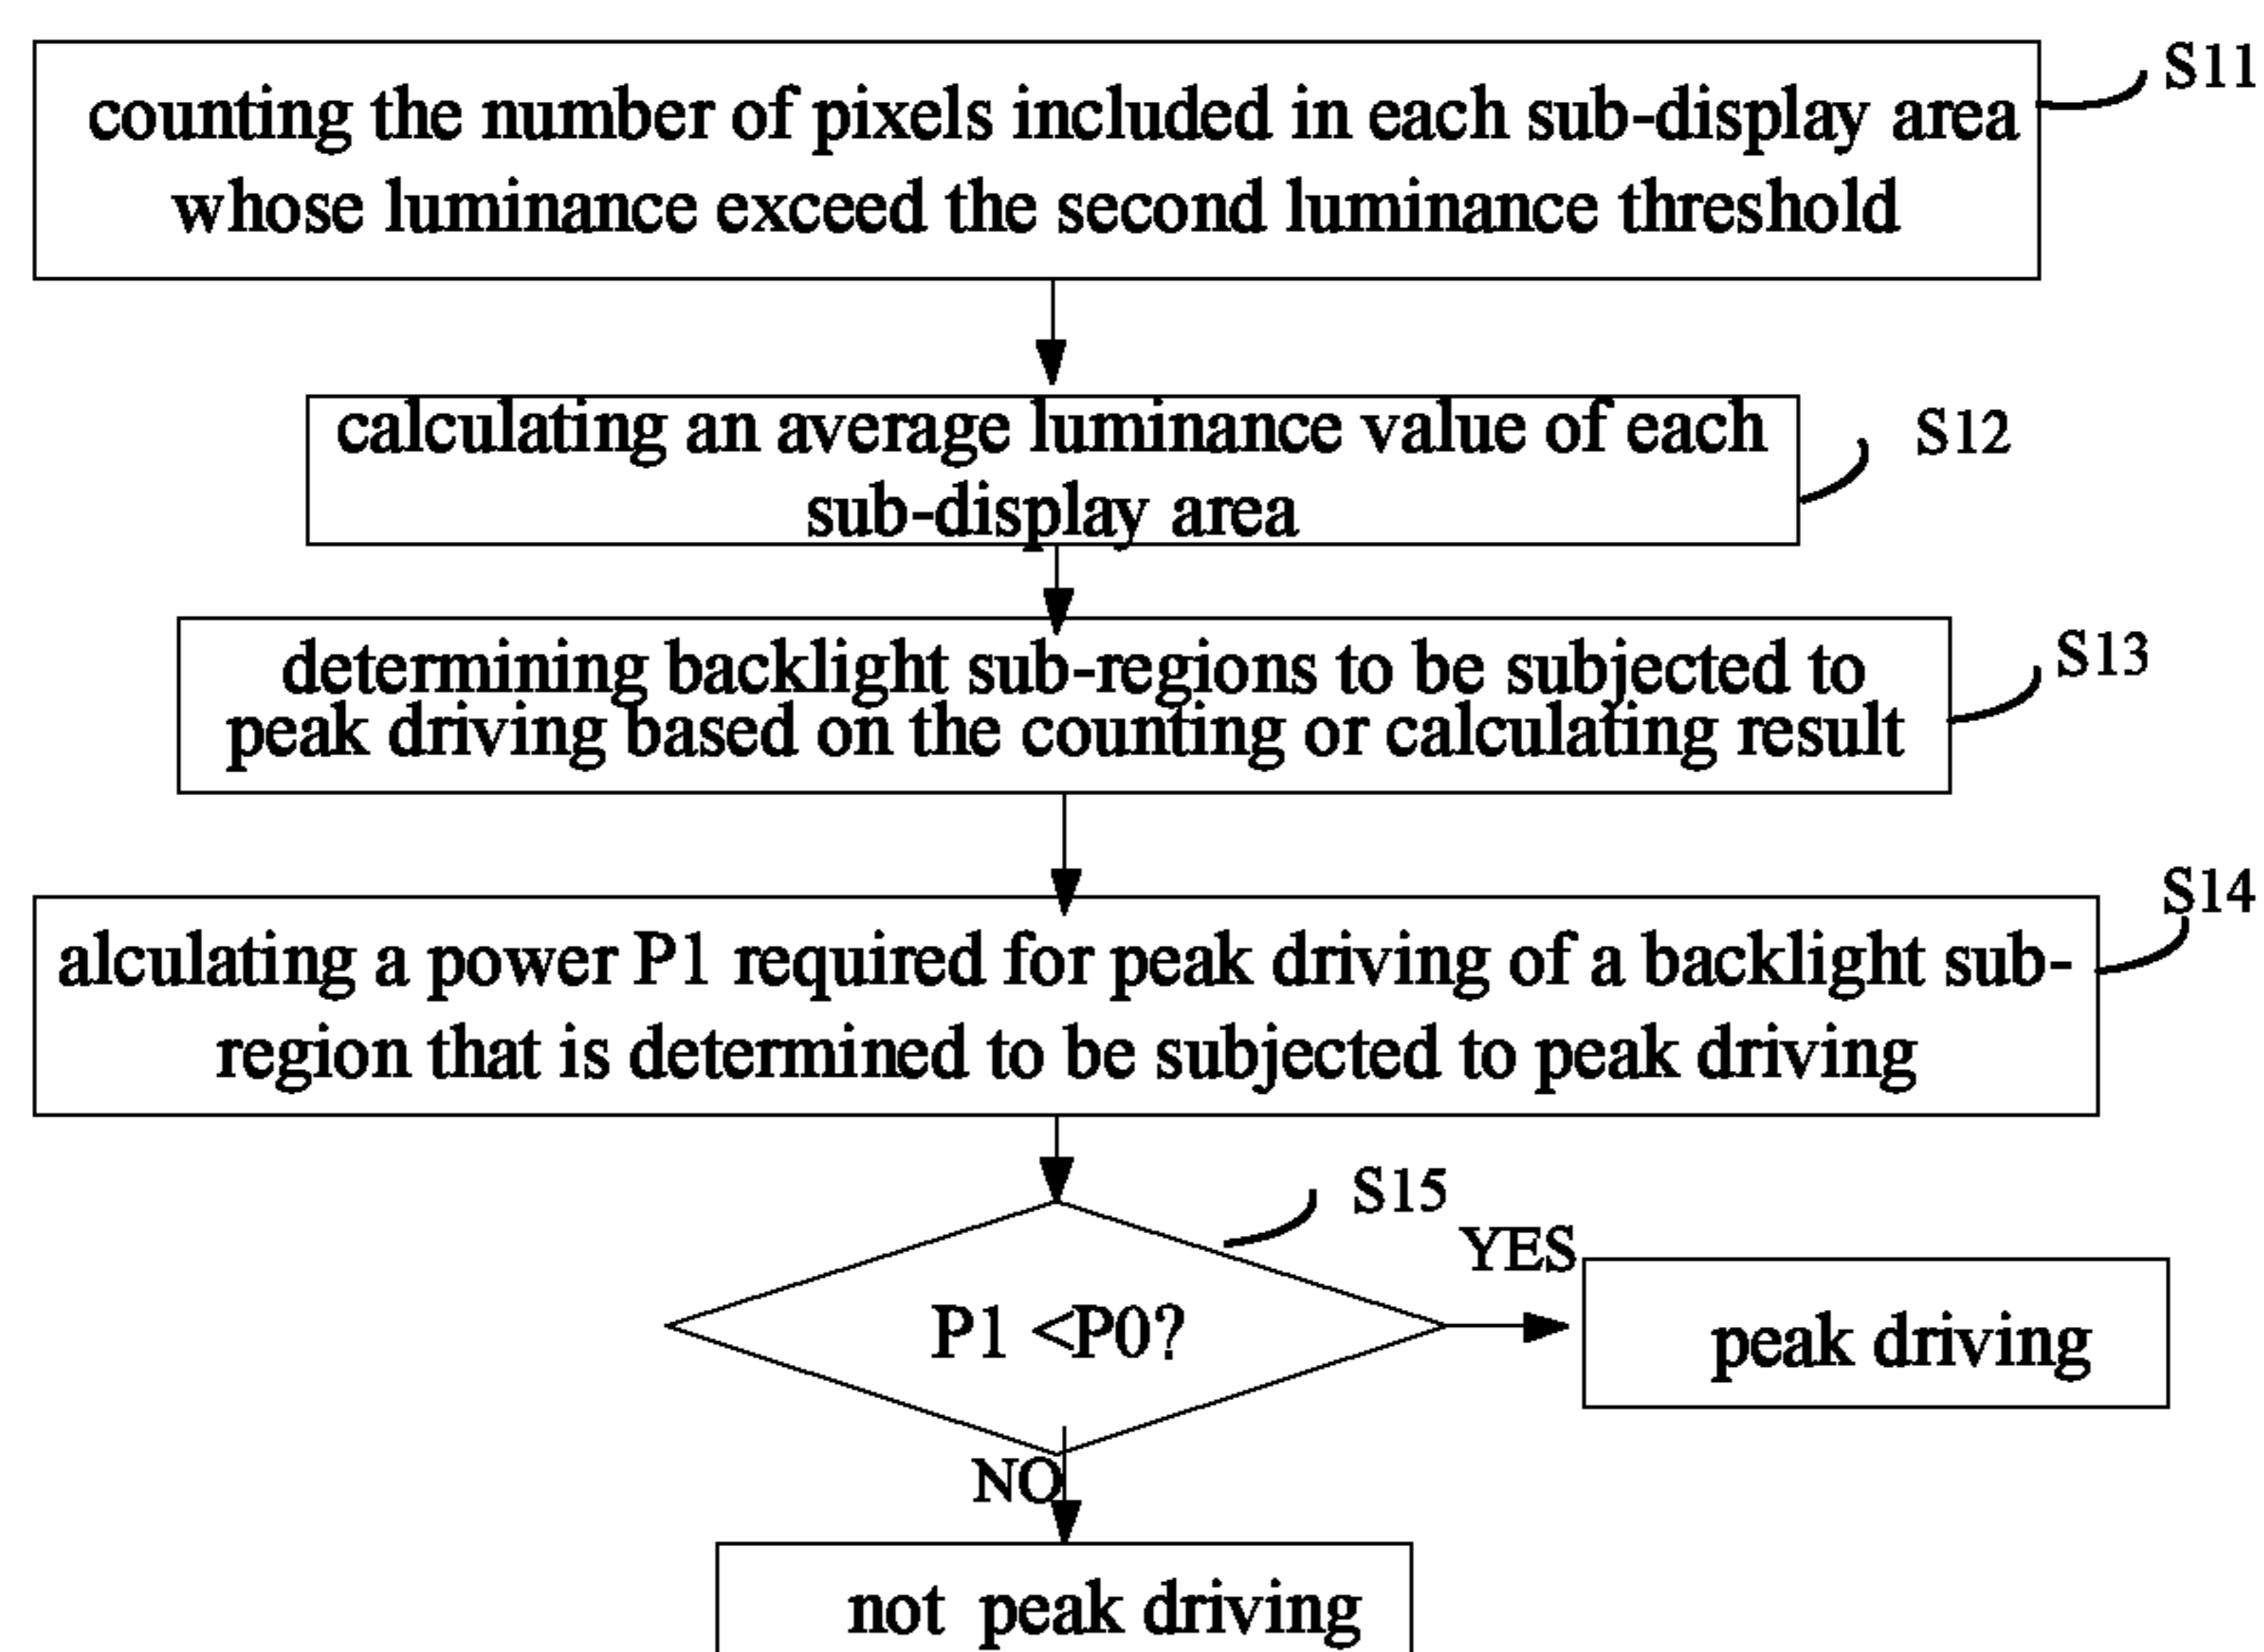 counting the number of pixels included in each sub-display area
whose luminance exceed the second luminance threshold
S11
calculating an average luminance value of each
sub-display area
S12
determining backlight sub-regions to be subjected to
peak driving based on the counting or calculating result
S13
alculating a power P1 required for peak driving of a backlight sub-
region that is determined to be subjected to peak driving
S14
S15
P1 <P0?
YES
peak driving
NO
not peak driving